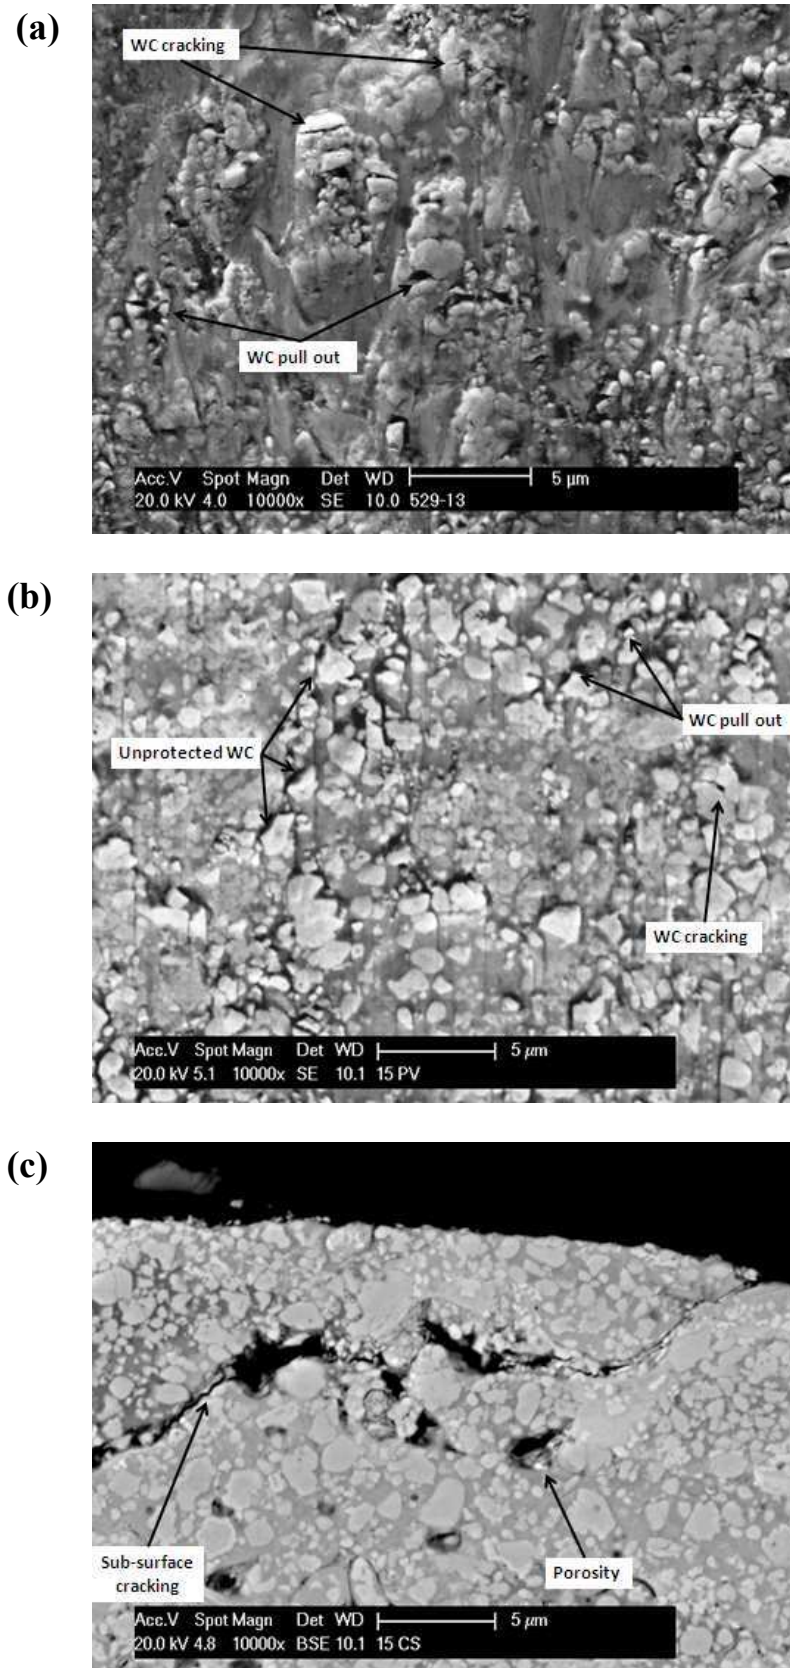 (a)
WC cracking
WC pull out
Acc.V Spot Magn Det WD 5 µm
20.0 kV 4.0 10000x SE 10.0 529-13
(b)
WC pull out
Unprotected WC
WC cracking
Acc.V Spot Magn Det WD 5 µm
20.0 kV 5.1 10000x SE 10.1 15 PV
(c)
Sub-surface
cracking
Porosity
Acc.V Spot Magn Det WD 5 µm
20.0 kV 4.8 10000x BSE 10.1 15 CS